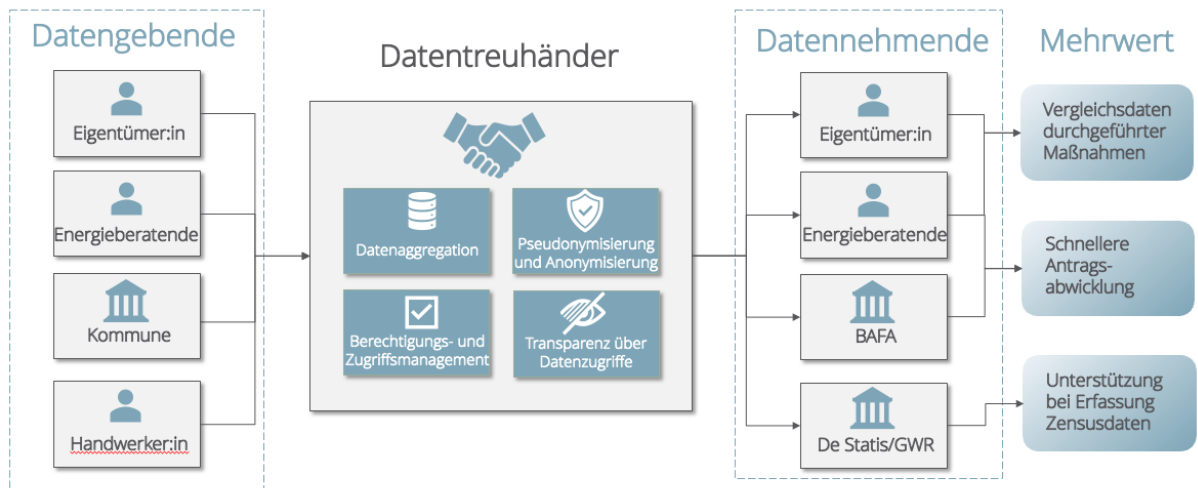 Datengebende
Eigentümer:in
Energieberatende
Kommune
Handwerker:in
Datentreuhänder
Datenaggregation
Pseudonymisierung
und Anonymisierung
Berechtigungs- und
Zugriffsmanagement
Transparenz über
Datenzugriffe
Datennehmende
Eigentümer:in
Energieberatende
BAFA
De Statis/GWR
Mehrwert
Vergleichsdaten
durchgeführter
Maßnahmen
Schnellere
Antrags-
abwicklung
Unterstützung
bei Erfassung
Zensusdaten